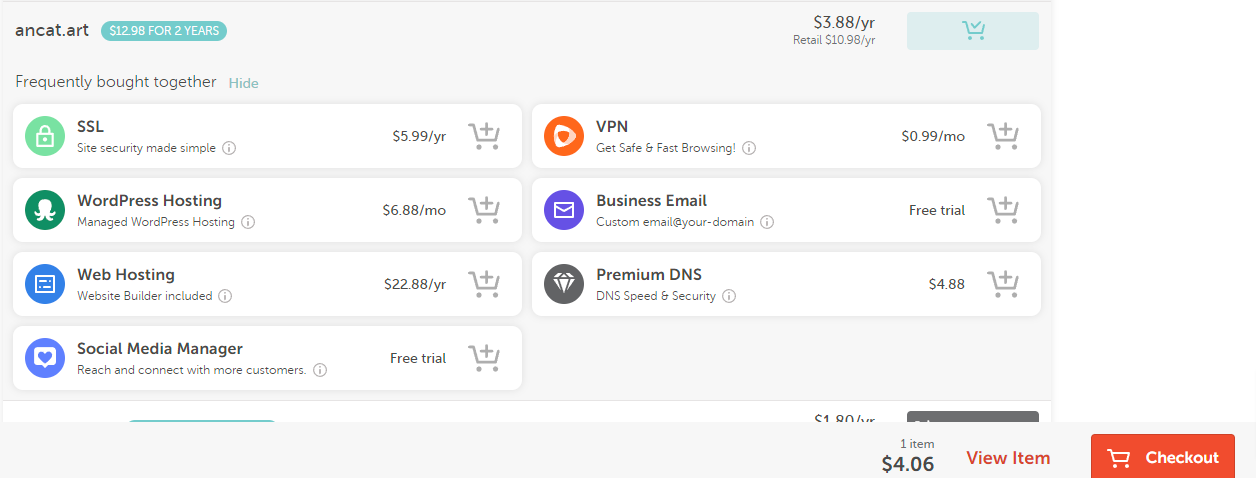 ancat.art $12.98 FOR 2 YEARS $3.88/yr
Retail $10.98/yr
Frequently bought together Hide
SSL
Site security made simple
$5.99/yr
VPN
Get Safe & Fast Browsing!
$0.99/mo
WordPress Hosting
Managed WordPress Hosting
$6.88/mo
Business Email
Custom email@your-domain
Free trial
Web Hosting
Website Builder included
$22.88/yr
Premium DNS
DNS Speed & Security
$4.88
Social Media Manager
Reach and connect with more customers.
Free trial
$1.80/yr
1 item
$4.06
View Item
Checkout